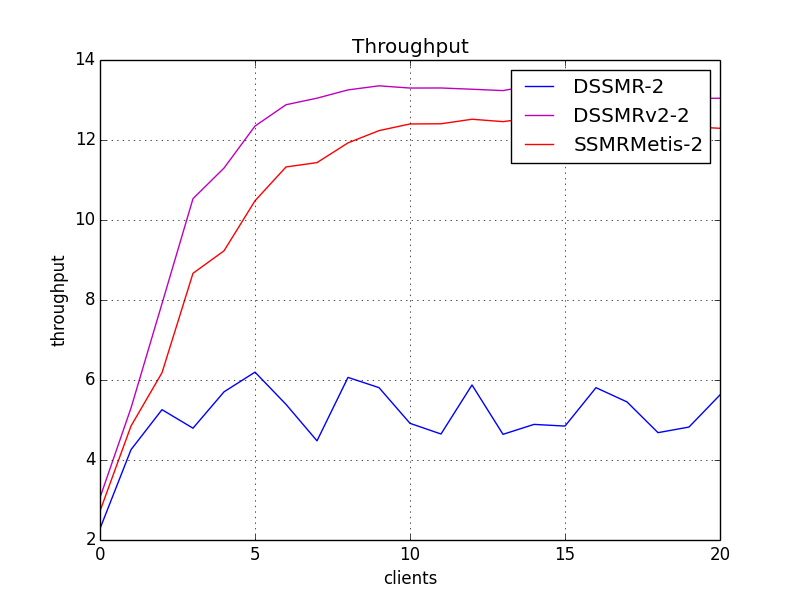 Throughput
14
12
10
8
6
4
2
throughput
0
5
10
15
20
clients
DSSMR-2
DSSMRv2-2
SSMRMetis-2